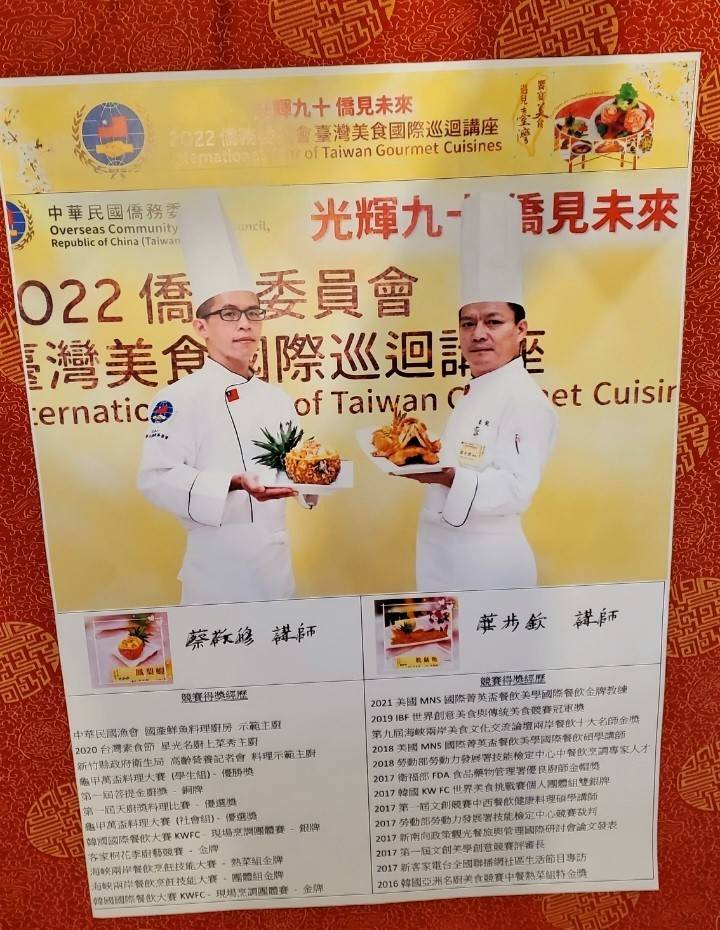 輝九十 僑見未來
2022 僑務 會臺灣美食國際巡迴講座
ternational of Taiwan Gourmet Cuisines
饗宴美食
遇見臺灣
中華民國僑務委
Overseas Community uncil,
Republic of China (Taiwan
光輝九十 僑見未來
2022 僑 委員會
臺灣美食國際巡迴講座
ternatio of Taiwan G et Cuisin
蔡 修 講師
步欽 講師
鳳梨蝦
競賽得獎經歷
中華民國漁會 國產鮮魚料理廚房 示範主廚
2020 台灣素食節 星光名廚上菜秀主廚
新竹縣政府衛生局 高齡營養記者會 料理示範主廚
龜甲萬盃料理大賽 (學生組)- 優勝獎
第一屆菩提金廚獎 - 銅牌
第一屆天廚獎料理比賽 - 優選獎
龜甲萬盃料理大賽 (社會組)- 優選獎
韓國國際餐飲大賽 KWFC - 現場烹調團體賽 - 銀牌
客家桐花季廚藝競賽 - 金牌
海峽兩岸餐飲烹飪技能大賽 - 熱菜組金牌
海峽兩岸餐飲烹飪技能大賽 - 團體組金牌
韓國國際餐飲大賽 KWFC - 現場烹調團體賽 - 金牌
競賽得獎經歷
2021 美國 MNS 國際菁英盃餐飲美學國際餐飲金牌教練
2019 IBF 世界創意美食與傳統美食競賽冠軍獎
第九屆海峽兩岸美食文化交流論壇兩岸餐飲十大名師金獎
2018 美國 MNS 國際菁英盃餐飲美學國際餐飲碩學講師
2018 勞動部勞動力發展署技能檢定中心中餐飲烹調專家人才
2017 衛福部 FDA 食品藥物管理署優良廚師金帽獎
2017 韓國 KW FC 世界美食挑戰賽個人團體組雙銀牌
2017 第一屆文創競賽中西餐飲健康料理碩學講師
2017 勞動部勞動力發展署技能檢定中心競賽裁判
2017 新南向政策觀光餐旅與管理國際研討會論文發表
2017 第一屆文創美學創意競賽評審長
2017 新客家電台全國聯播網社區生活節目專訪
2016 韓國亞洲名廚美食競賽中餐熱菜組特金獎